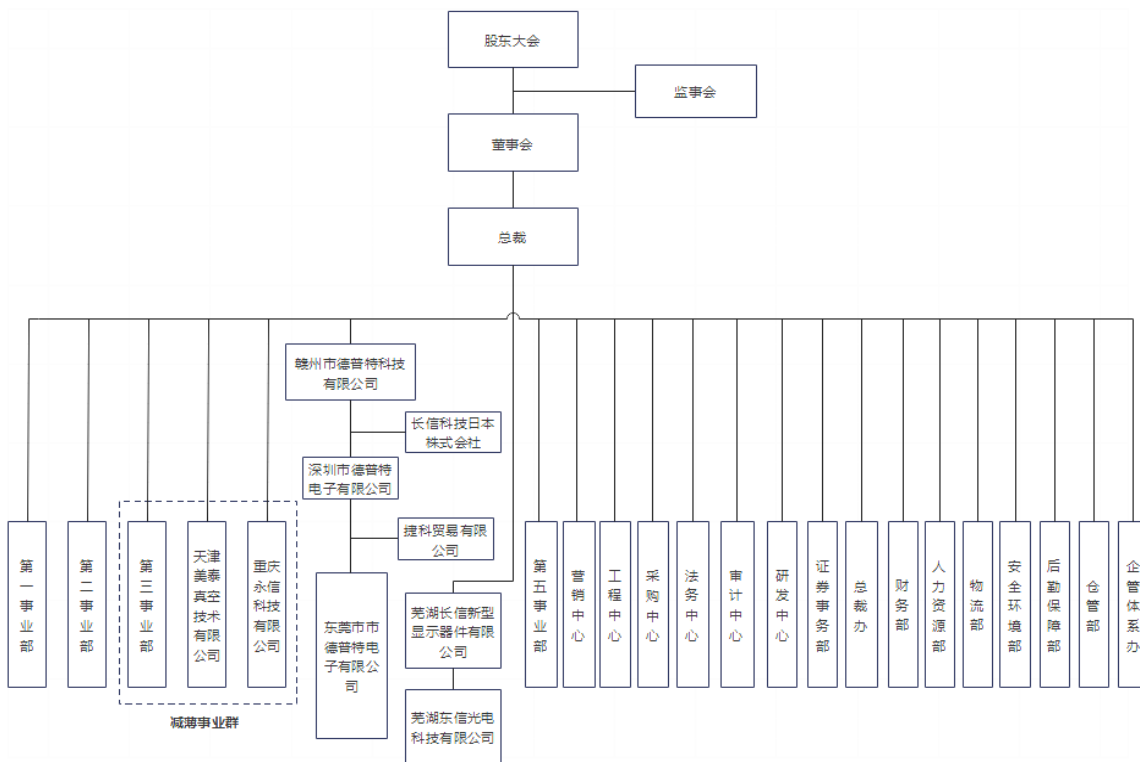 股东大会
监事会
董事会
总裁
赣州市德普特科技
有限公司
长信科技日本
株式会社
深圳市德普特
电子有限公司
捷科贸易有限
公司
东莞市市
德普特电
子有限公
司
芜湖长信新型
显示器件有限
公司
芜湖东信光电
科技有限公司
第一事业部
第二事业部
第三事业部
天津
美泰
真空
技术
有限
公司
重庆
永信
科技
有限
公司
减薄事业群
第五事业部
营销中心
工程中心
采购中心
法务中心
审计中心
研发中心
证券事务部
总裁办
财务部
人力资源部
物流部
安全环境部
后勤保障部
仓管部
企管体系办